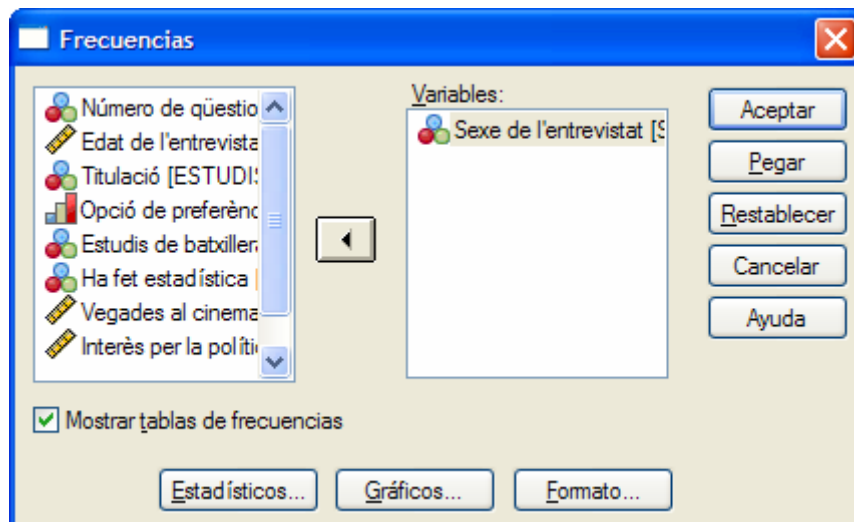 Frecuencias
Número de qüestio
Edat de l'entrevista
Titulació [ESTUDI
Opció de preferènc
Estudis de batxiller
Ha fet estadística [
Vegades al cinema
Interès per la políti
Variables:
Sexe de l'entrevistat [S
Aceptar
Pegar
Restablecer
Cancelar
Ayuda
Mostrar tablas de frecuencias
Estadísticos...
Gráficos...
Formato...